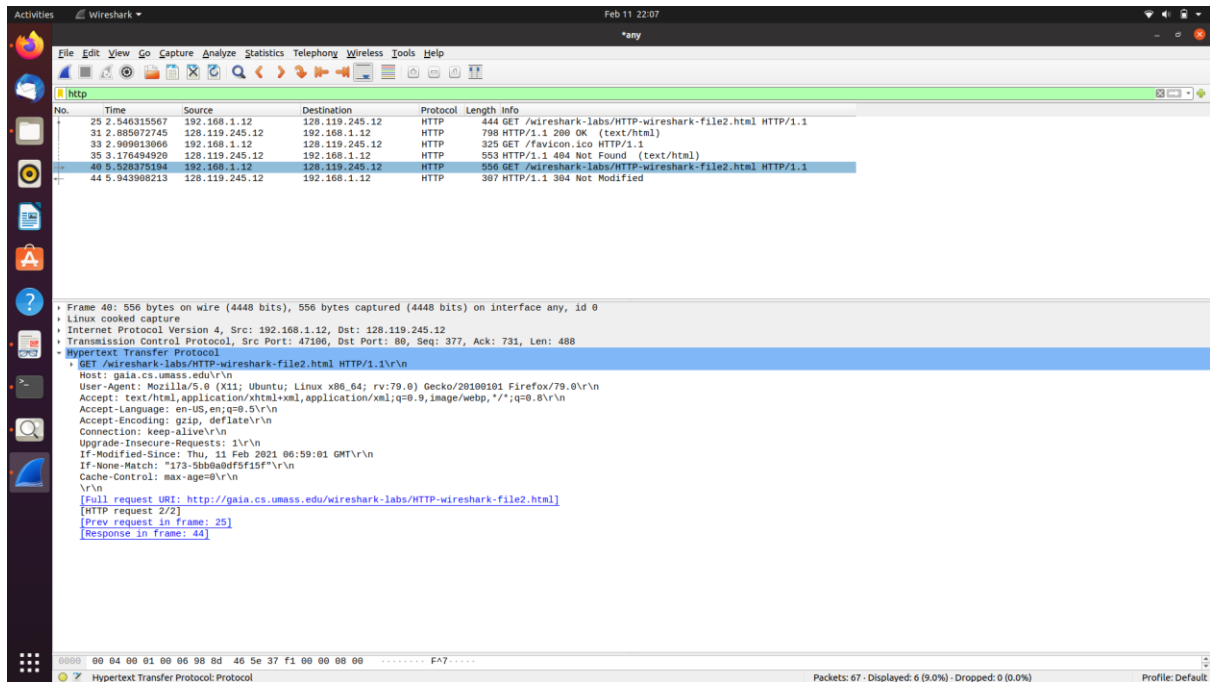 Activities Wireshark Feb 11 22:07
*any
File Edit View Go Capture Analyze Statistics Telephony Wireless Tools Help
http
No. Time Source Destination Protocol Length Info
25 2.546315567 192.168.1.12 128.119.245.12 HTTP 444 GET /wireshark-labs/HTTP-wireshark-file2.html HTTP/1.1
31 2.885072745 128.119.245.12 192.168.1.12 HTTP 798 HTTP/1.1 200 OK (text/html)
33 2.909013066 192.168.1.12 128.119.245.12 HTTP 325 GET /favicon.ico HTTP/1.1
35 3.176494920 128.119.245.12 192.168.1.12 HTTP 553 HTTP/1.1 404 Not Found (text/html)
40 5.528375194 192.168.1.12 128.119.245.12 HTTP 556 GET /wireshark-labs/HTTP-wireshark-file2.html HTTP/1.1
44 5.943908213 128.119.245.12 192.168.1.12 HTTP 307 HTTP/1.1 304 Not Modified
Frame 40: 556 bytes on wire (4448 bits), 556 bytes captured (4448 bits) on interface any, id 0
Linux cooked capture
Internet Protocol Version 4, Src: 192.168.1.12, Dst: 128.119.245.12
Transmission Control Protocol, Src Port: 47106, Dst Port: 80, Seq: 377, Ack: 731, Len: 488
Hypertext Transfer Protocol
GET /wireshark-labs/HTTP-wireshark-file2.html HTTP/1.1\r\n
Host: gaia.cs.umass.edu\r\n
User-Agent: Mozilla/5.0 (X11; Ubuntu; Linux x86_64; rv:79.0) Gecko/20100101 Firefox/79.0\r\n
Accept: text/html,application/xhtml+xml,application/xml;q=0.9,image/webp,*/*;q=0.8\r\n
Accept-Language: en-US,en;q=0.5\r\n
Accept-Encoding: gzip, deflate\r\n
Connection: keep-alive\r\n
Upgrade-Insecure-Requests: 1\r\n
If-Modified-Since: Thu, 11 Feb 2021 06:59:01 GMT\r\n
If-None-Match: "173-5bb0a0df5f15f"\r\n
Cache-Control: max-age=0\r\n
\r\n
[Full request URI: http://gaia.cs.umass.edu/wireshark-labs/HTTP-wireshark-file2.html]
[HTTP request 2/2]
[Prev request in frame: 25]
[Response in frame: 44]
0000 00 04 00 01 00 06 98 8d 46 5e 37 f1 00 00 08 00 ········ F^7·····
Hypertext Transfer Protocol: Protocol Packets: 67 · Displayed: 6 (9.0%) · Dropped: 0 (0.0%) Profile: Default